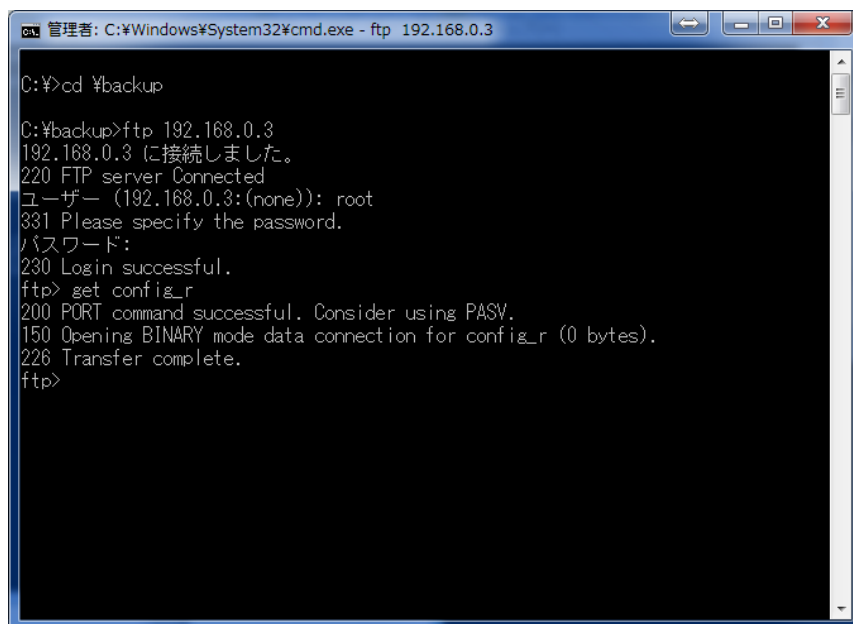 管理者: C:¥Windows¥System32¥cmd.exe - ftp 192.168.0.3
C:¥>cd ¥backup
C:¥backup>ftp 192.168.0.3
192.168.0.3 に接続しました。
220 FTP server Connected
ユーザー (192.168.0.3:(none)): root
331 Please specify the password.
パスワード:
230 Login successful.
ftp> get config_r
200 PORT command successful. Consider using PASV.
150 Opening BINARY mode data connection for config_r (0 bytes).
226 Transfer complete.
ftp>